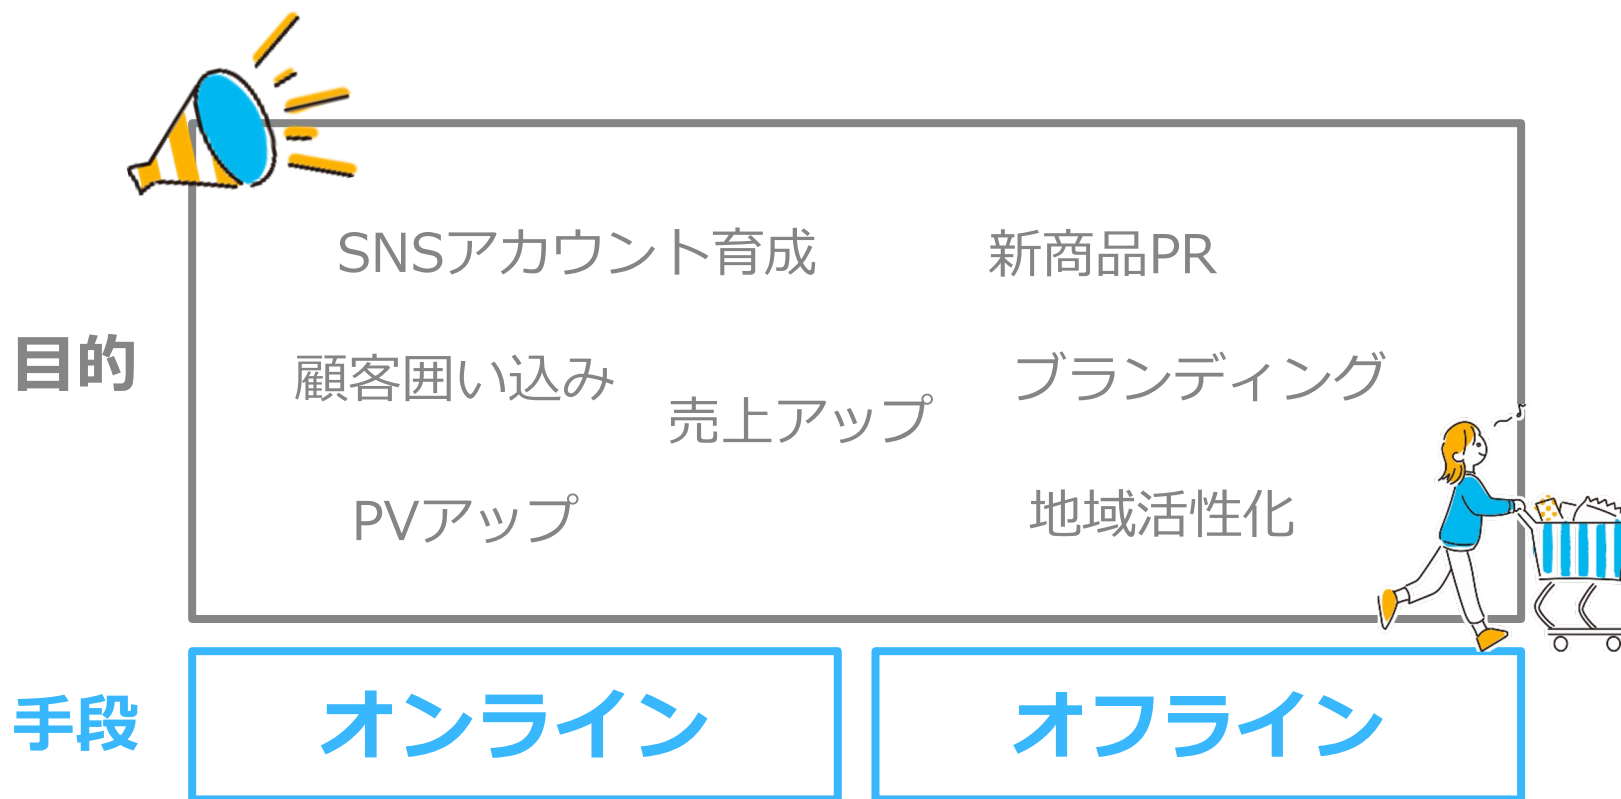 SNSアカウント育成
新商品PR
目的
顧客囲い込み
売上アップ
ブランディング
PVアップ
地域活性化
手段
オンライン
オフライン